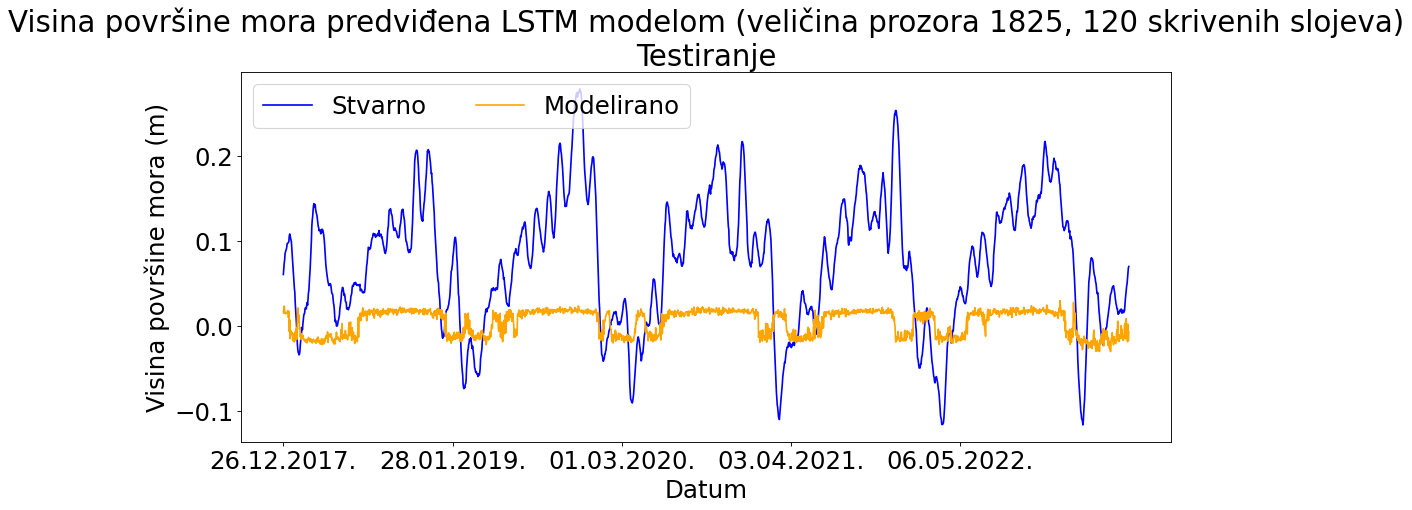 Visina površine mora predviđena LSTM modelom (veličina prozora 1825, 120 skrivenih slojeva)
Testiranje
Stvarno Modelirano
Visina površine mora (m)
0.2
0.1
0.0
−0.1
26.12.2017. 28.01.2019. 01.03.2020. 03.04.2021. 06.05.2022.
Datum